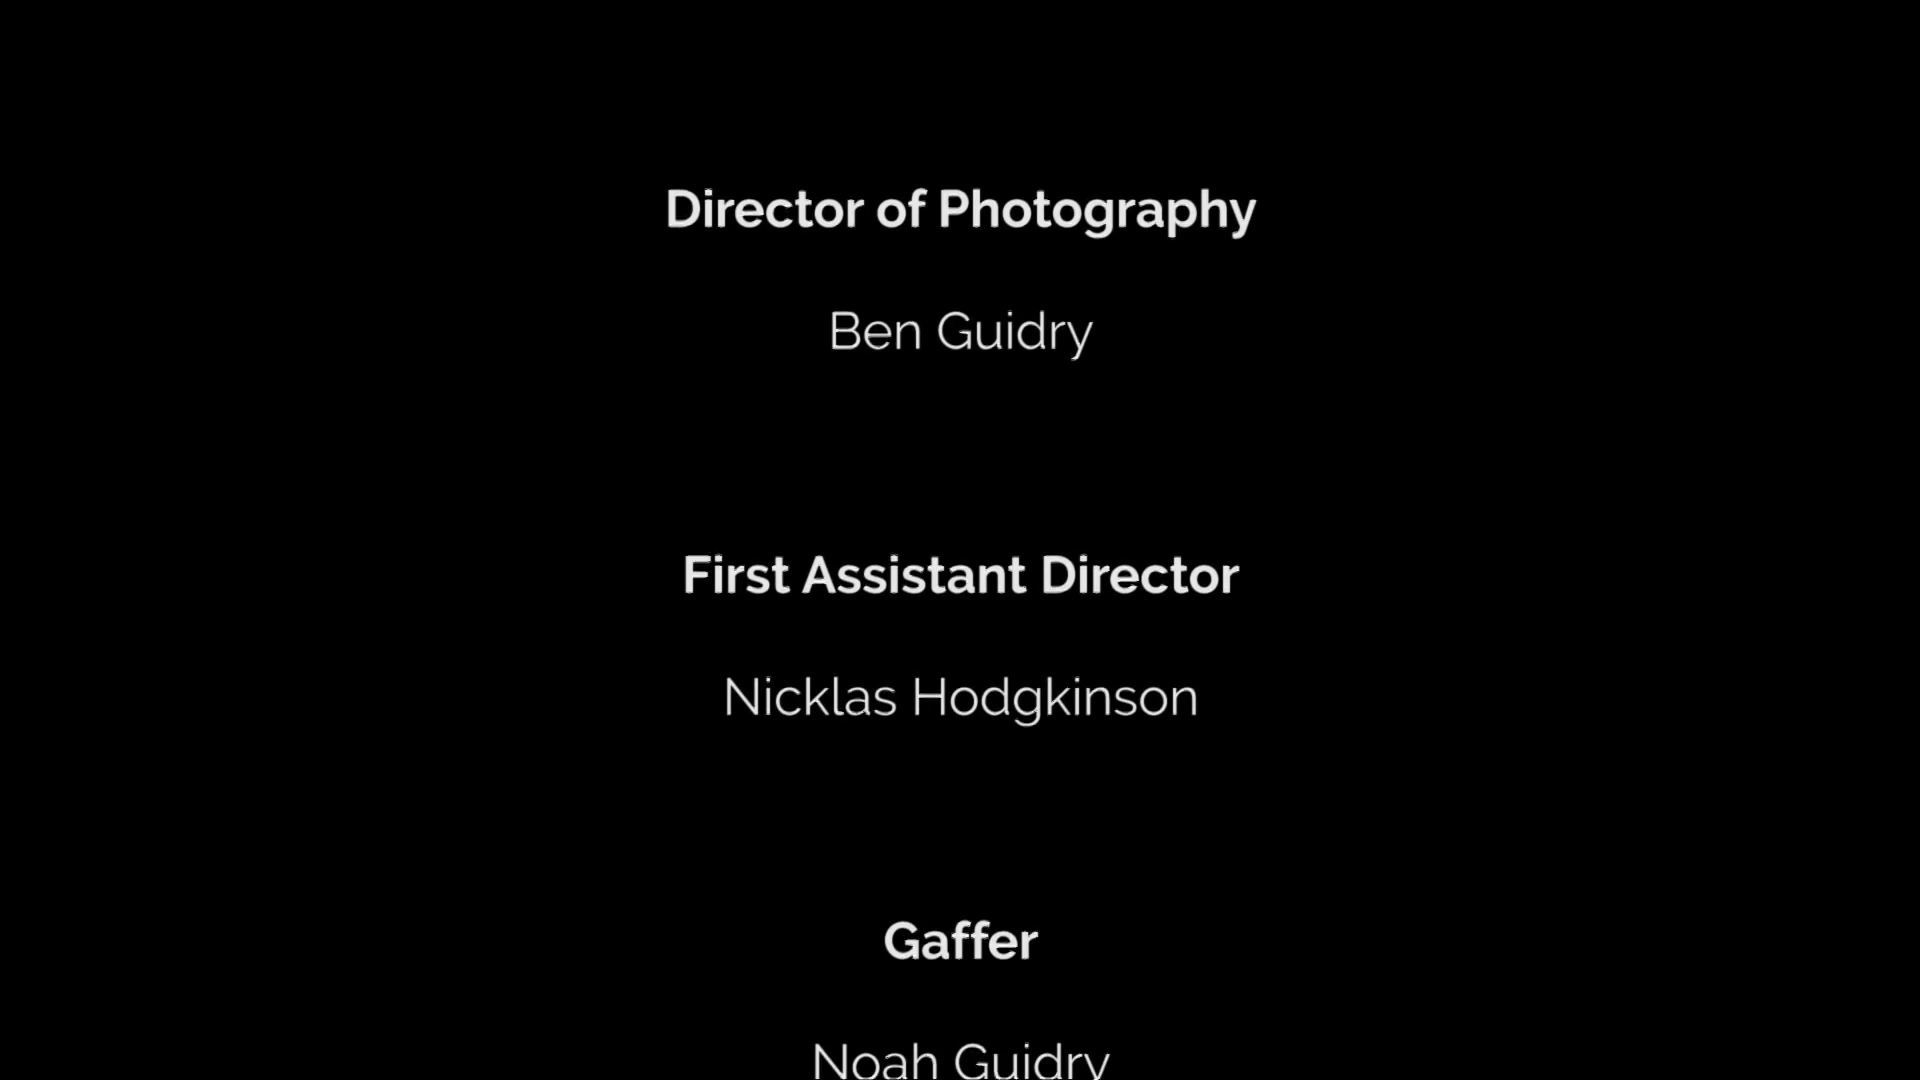 Director of Photography
Ben Guidry
First Assistant Director
Nicklas Hodgkinson
Gaffer
Noah Guidry